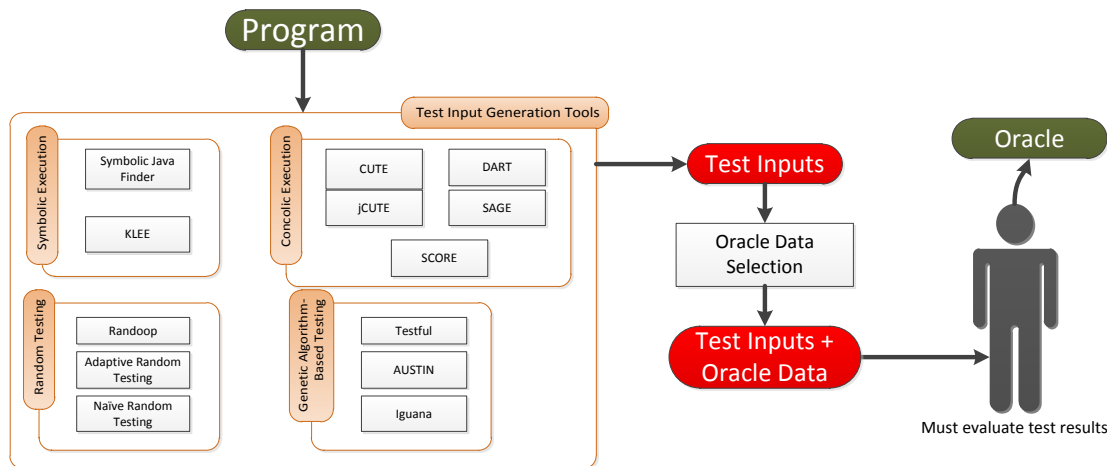 Program
Test Input Generation Tools
Symbolic Execution
Symbolic Java
Finder
KLEE
Concolic Execution
CUTE
DART
jCUTE
SAGE
SCORE
Random Testing
Randoop
Adaptive Random
Testing
Naïve Random
Testing
Genetic Algorithm-
Based Testing
Testful
AUSTIN
Iguana
Test Inputs
Oracle Data
Selection
Test Inputs +
Oracle Data
Oracle
Must evaluate test results